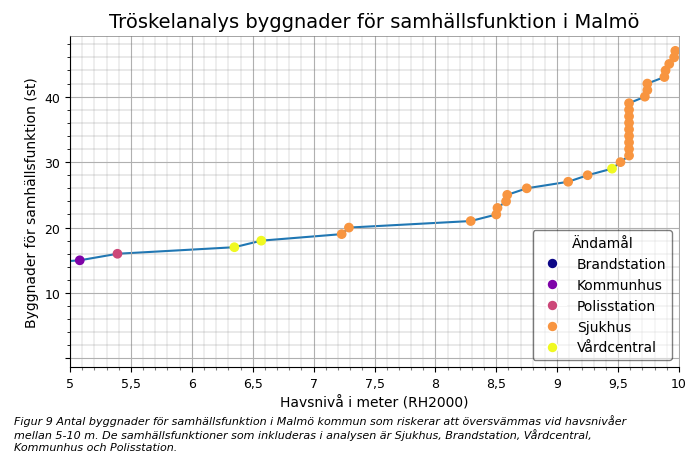 Tröskelanalys byggnader för samhällsfunktion i Malmö
Byggnader för samhällsfunktion (st)
40
30
20
10
5 5,5 6 6,5 7 7,5 8 8,5 9 9,5 10
Havsnivå i meter (RH2000)
Ändamål
Brandstation
Kommunhus
Polisstation
Sjukhus
Vårdcentral
Figur 9 Antal byggnader för samhällsfunktion i Malmö kommun som riskerar att översvämmas vid havsnivåer
mellan 5-10 m. De samhällsfunktioner som inkluderas i analysen är Sjukhus, Brandstation, Vårdcentral,
Kommunhus och Polisstation.